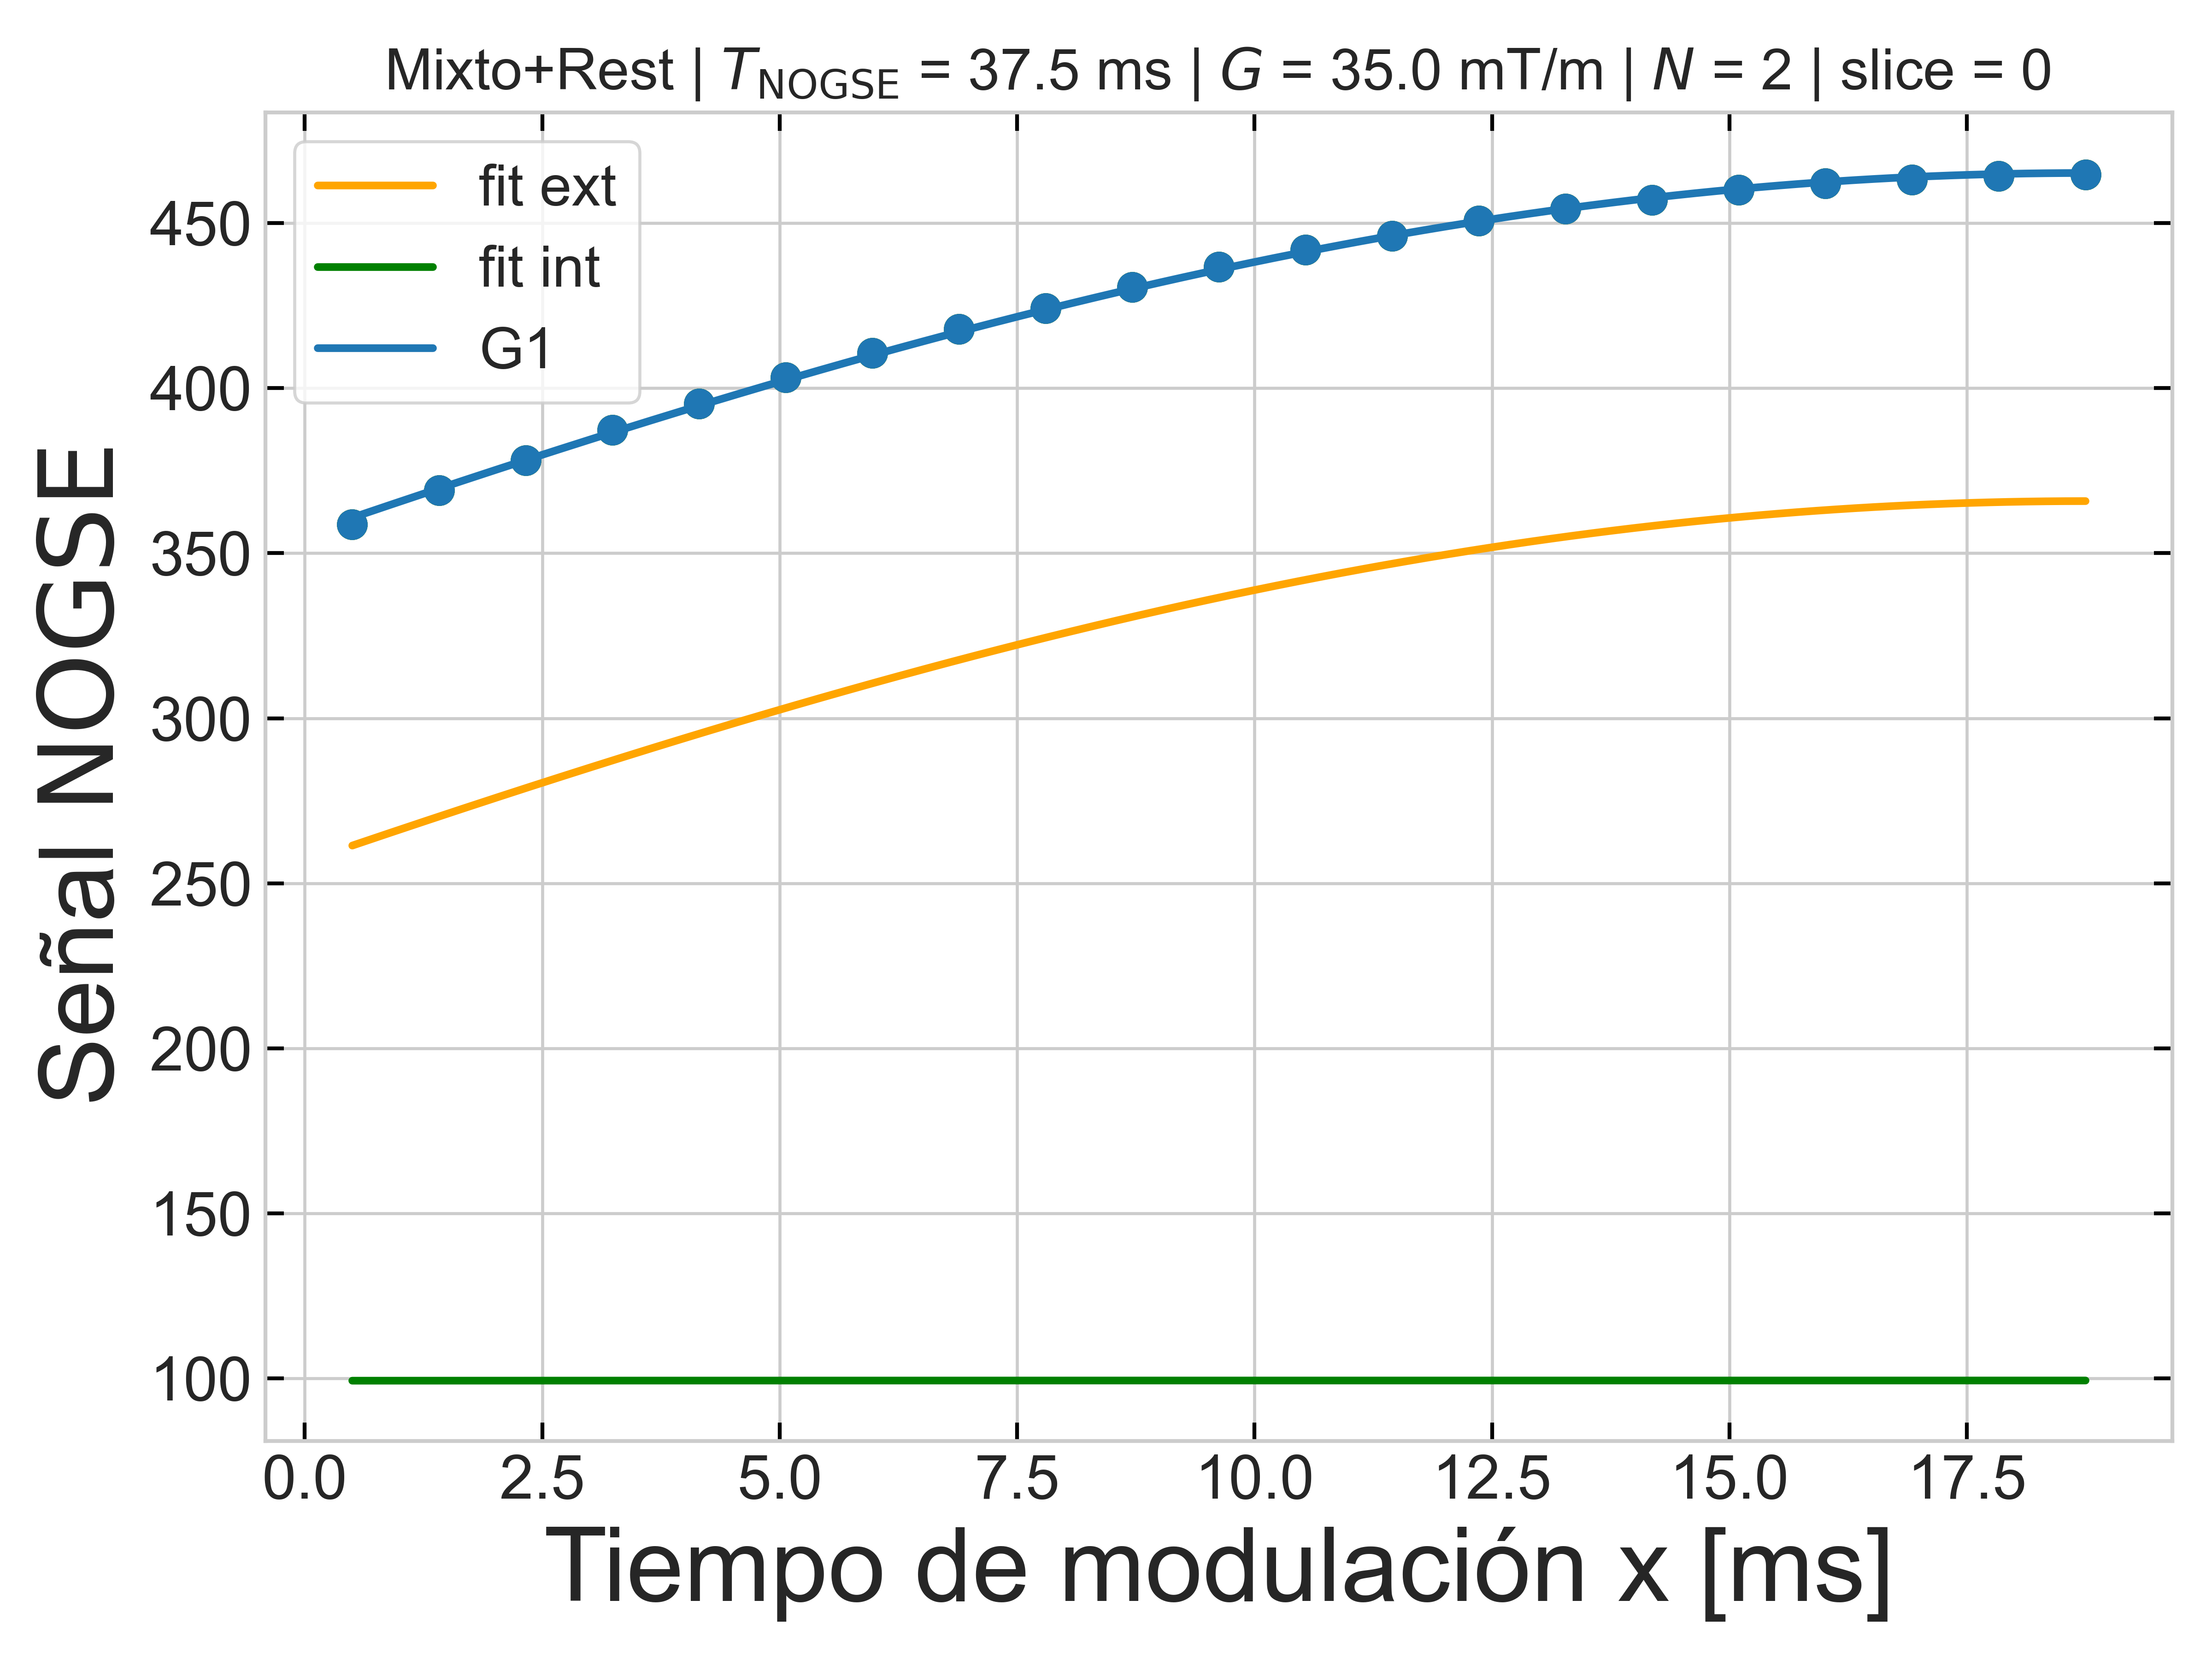 Mixto+Rest | T_NOGSE = 37.5 ms | G = 35.0 mT/m | N = 2 | slice = 0
fit ext
fit int
G1
Señal NOGSE
450
400
350
300
250
200
150
100
0.0 2.5 5.0 7.5 10.0 12.5 15.0 17.5
Tiempo de modulación x [ms]